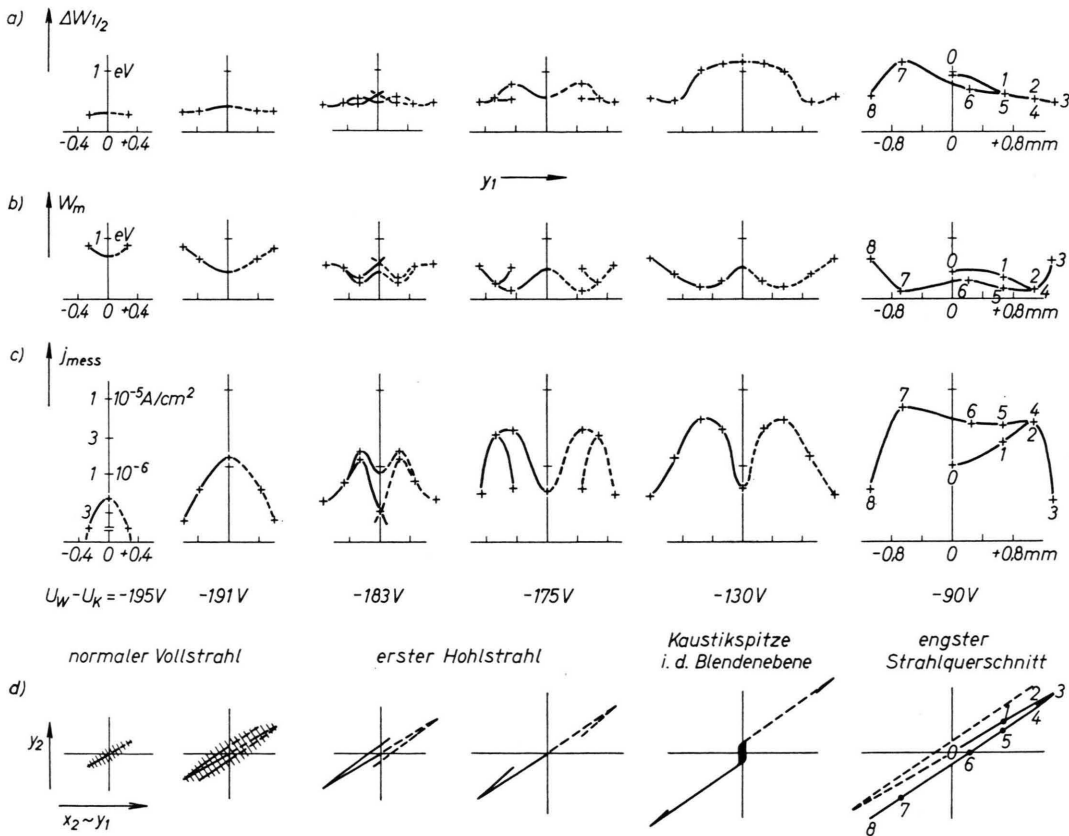 a) ΔW1/2
1 eV
-0.4 0 +0.4
0 1 2 3 4 5 6 7 8
-0.8 0 +0.8mm
y1
b) Wm
1 eV
-0.4 0 +0.4
0 1 2 3 4 5 6 7 8
-0.8 0 +0.8mm
c) jmess
1 10⁻⁵A/cm²
3
1 10⁻⁶
3
-0.4 0 +0.4
0 1 2 3 4 5 6 7 8
-0.8 0 +0.8mm
UW-UK=-195V -191V -183V -175V -130V -90V
normaler Vollstrahl
erster Hohlstrahl
Kaustikspitze
i. d. Blendenebene
engster
Strahlquerschnitt
d)
y2
x2~y1
0 1 2 3 4 5 6 7 8